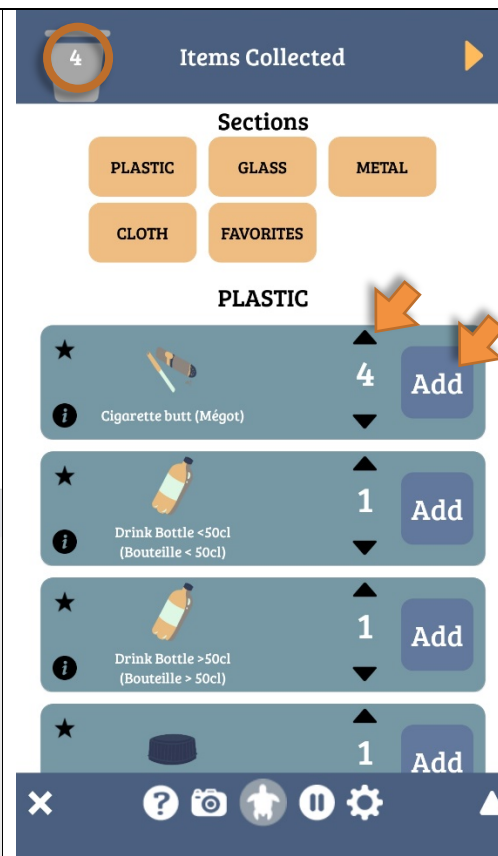 4
Items Collected
Sections
PLASTIC GLASS METAL
CLOTH FAVORITES
PLASTIC
4
Add
i
Cigarette butt (Mégot)
1
Add
i
Drink Bottle <50cl
(Bouteille < 50cl)
1
Add
i
Drink Bottle >50cl
(Bouteille > 50cl)
1
Add
?